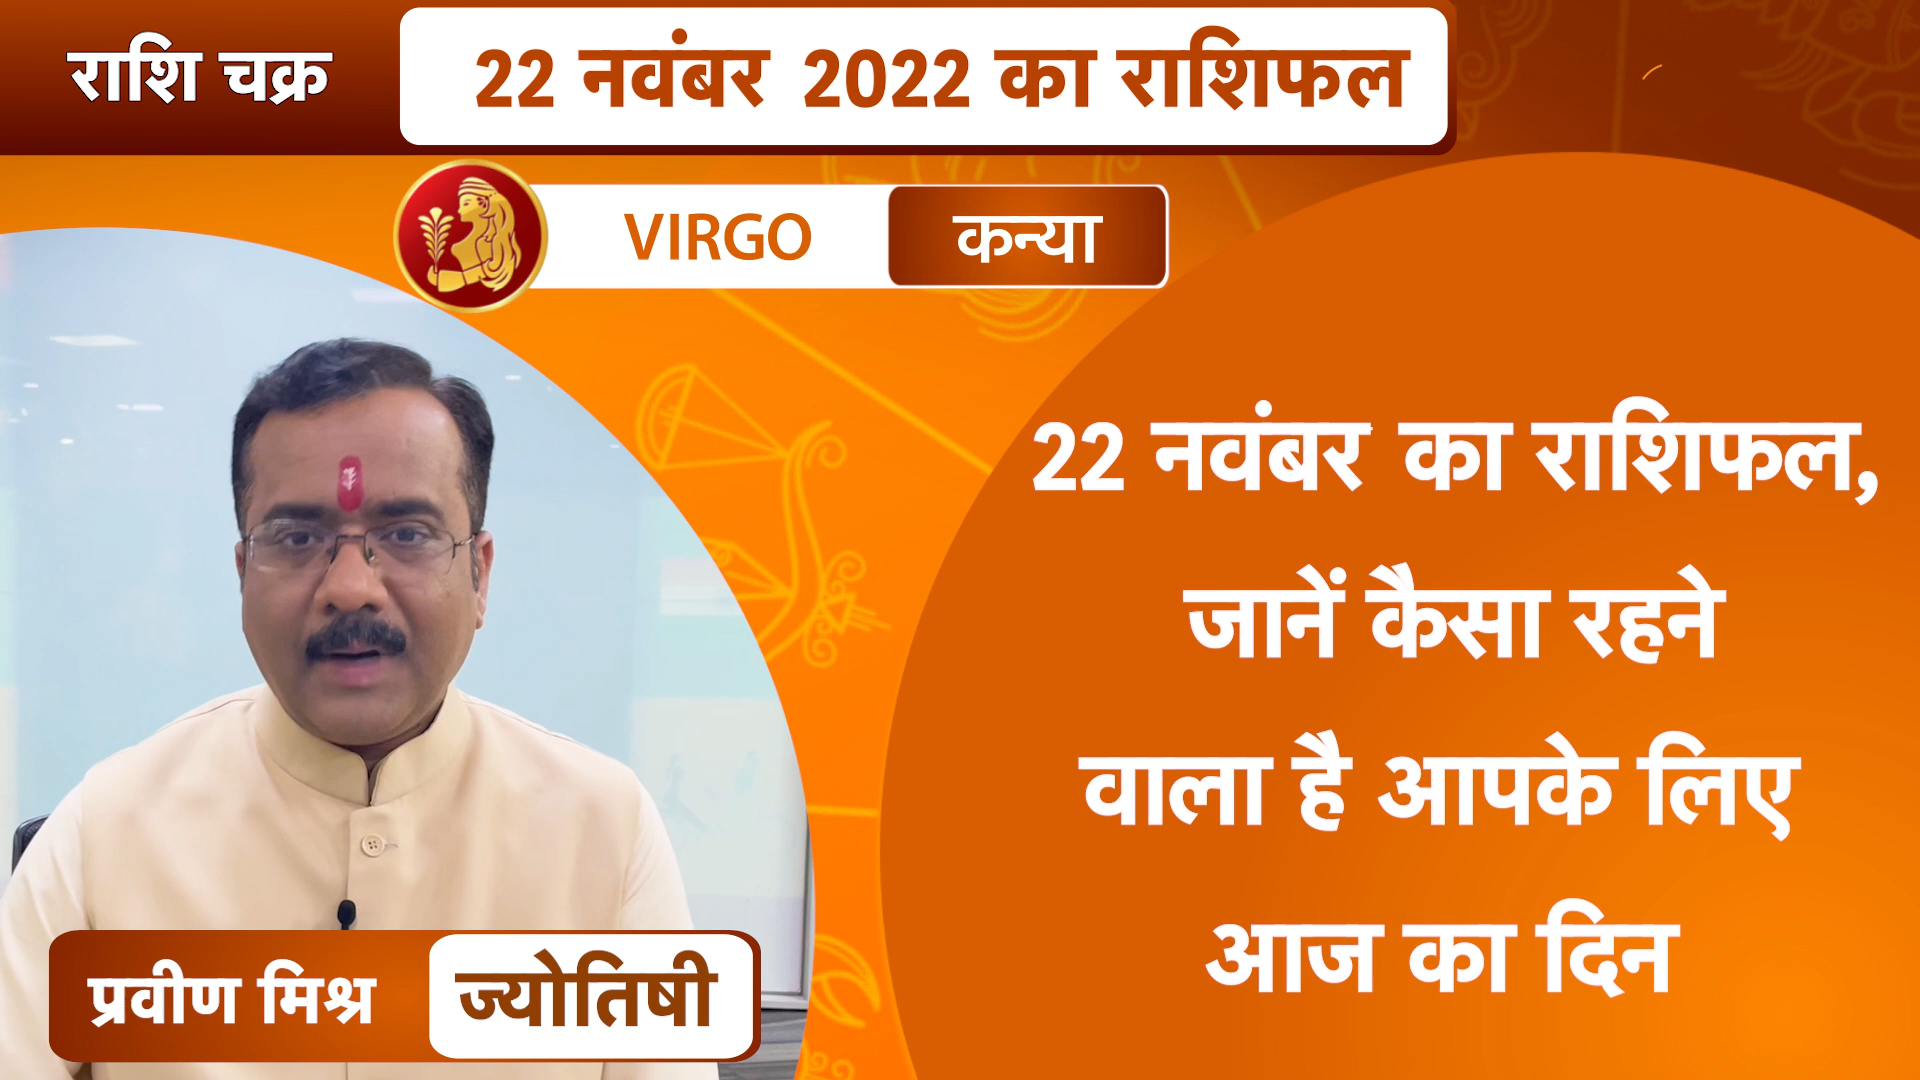 राशि चक्र
22 नवंबर 2022 का राशिफल
VIRGO
कन्या
22 नवंबर का राशिफल,
जानें कैसा रहने
वाला है आपके लिए
आज का दिन
प्रवीण मिश्र
ज्योतिषी